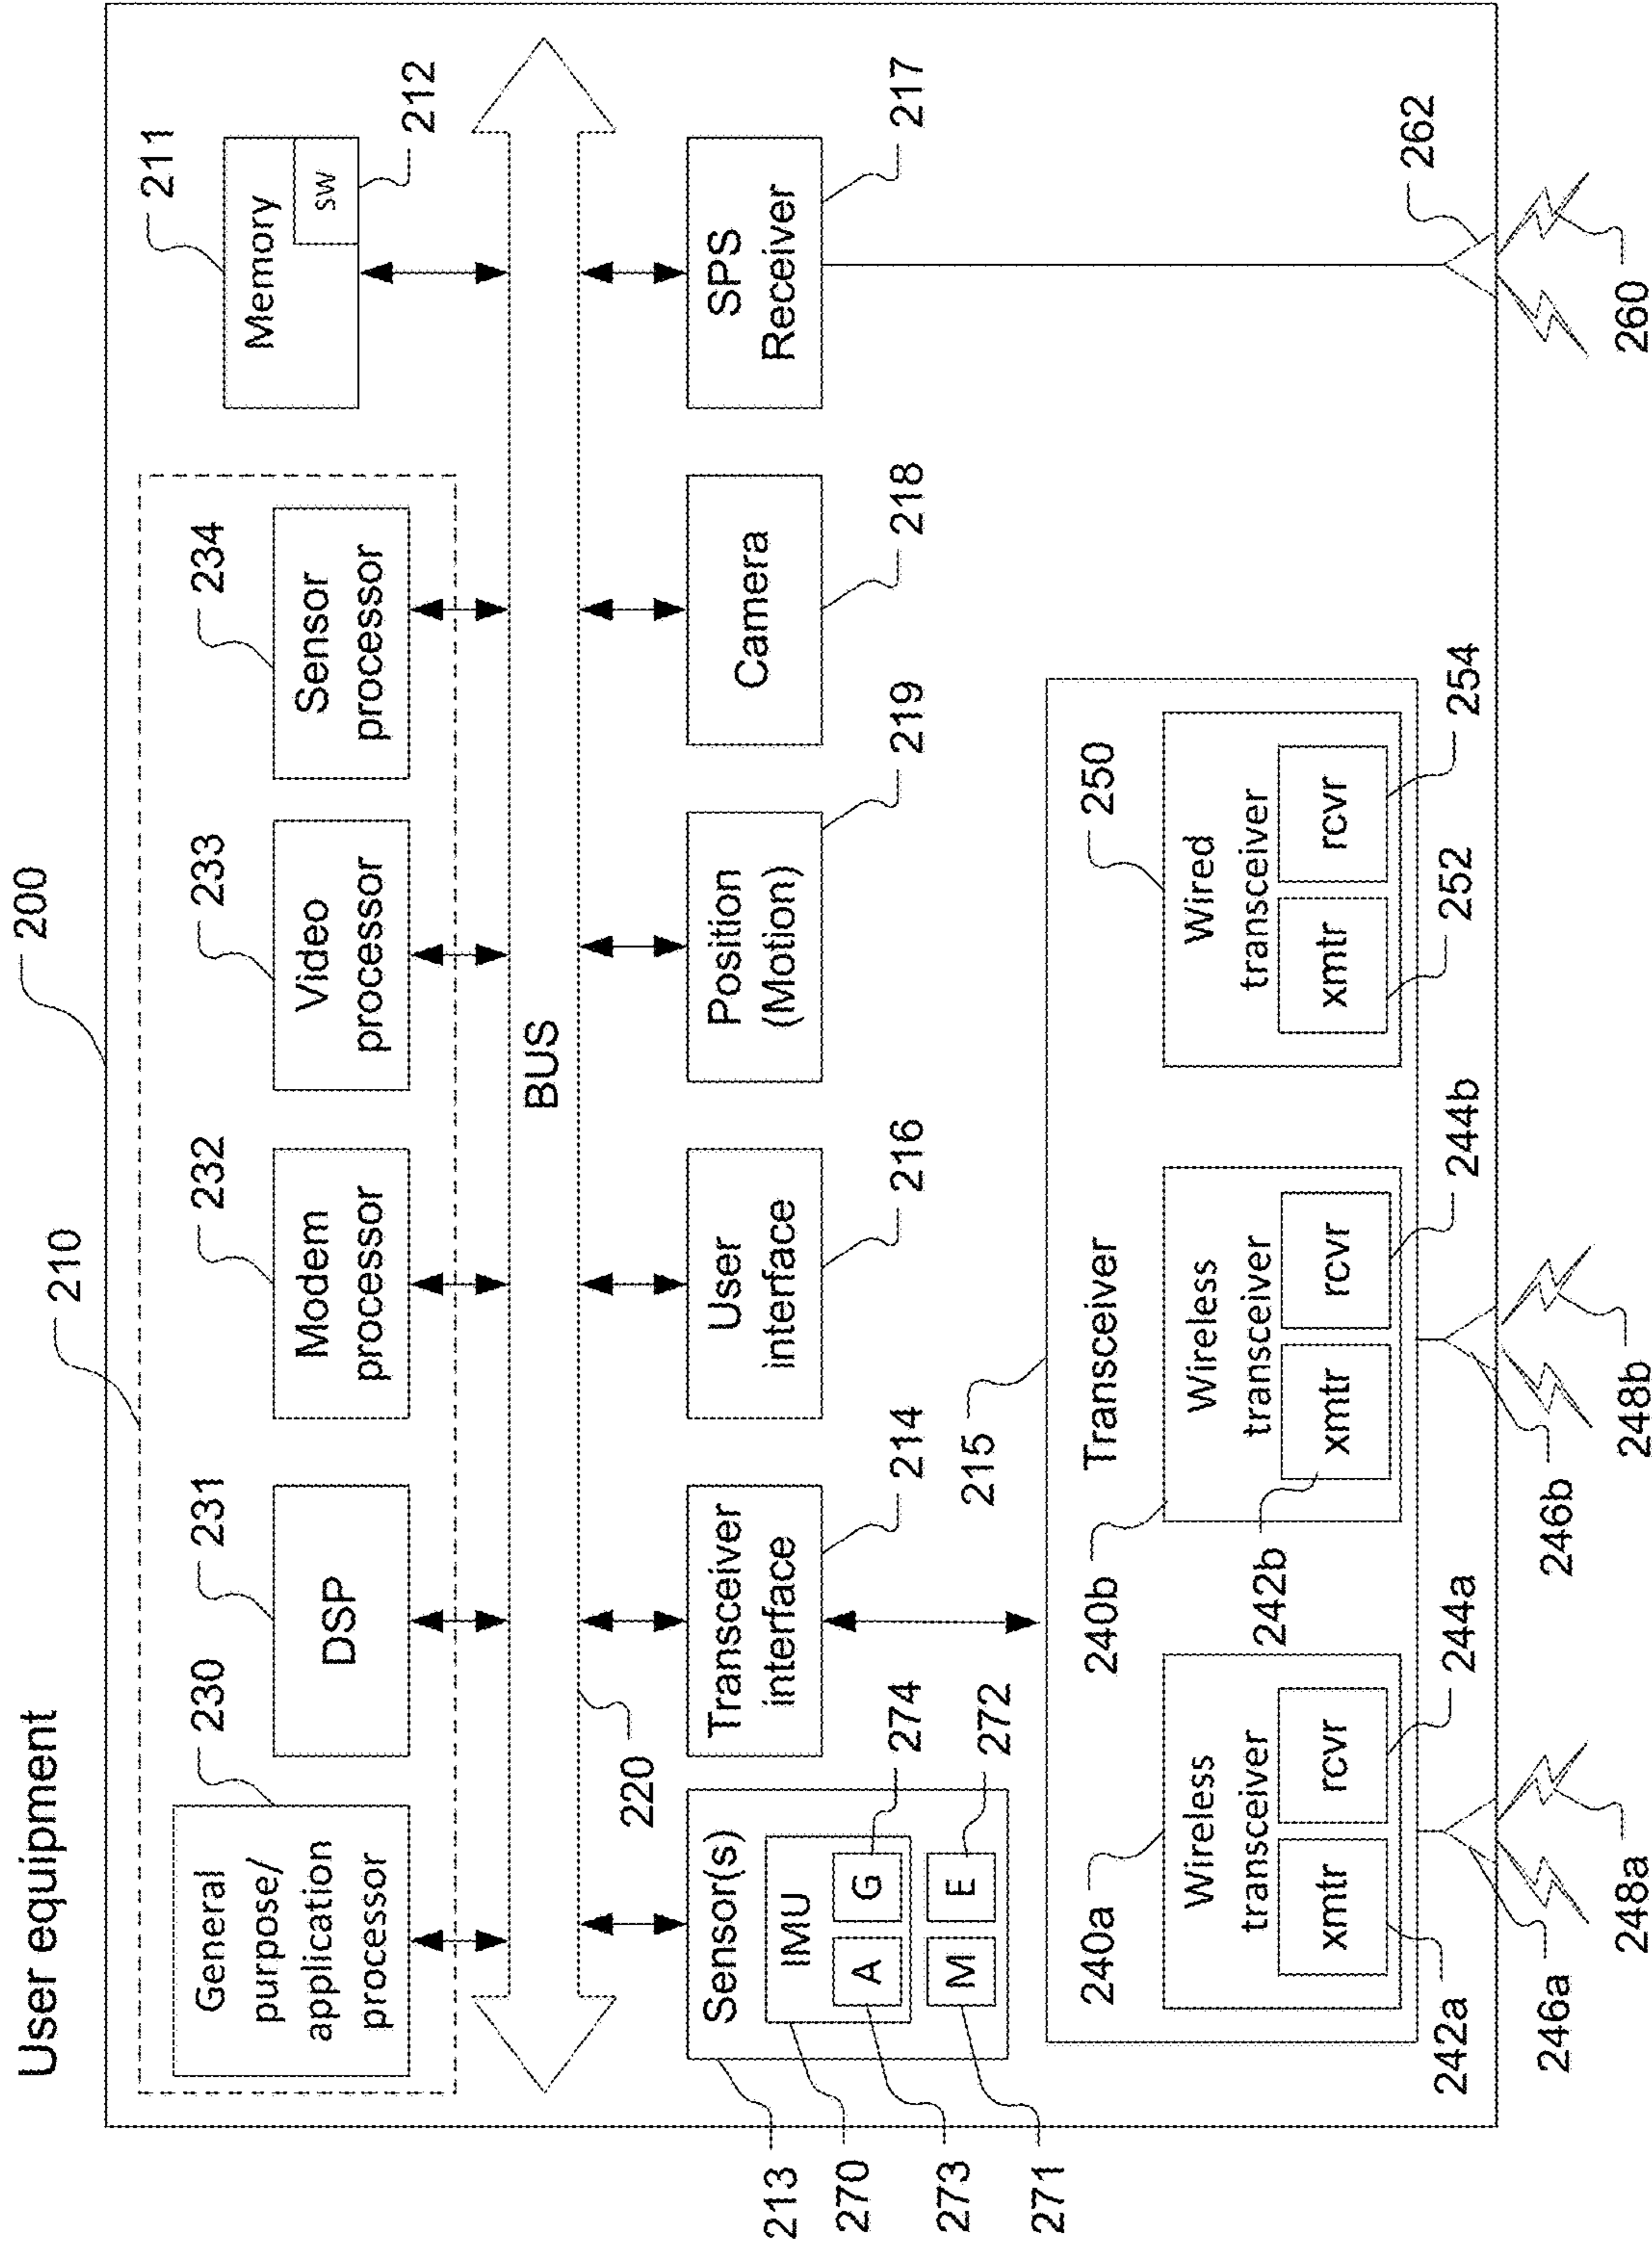 User equipment
200
210
230
231
232
233
234
211
General
purpose/
application
processor
DSP
Modem
processor
Video
processor
Sensor
processor
Memory
sw
212
BUS
220
Sensor(s)
IMU
A
G
M
E
213
270
273
271
274
272
Transceiver
interface
214
User
interface
216
Position
(Motion)
219
Camera
218
SPS
Receiver
217
215
Transceiver
240a
Wireless
transceiver
xmtr
rcvr
242a
244a
240b
Wireless
transceiver
xmtr
rcvr
242b
244b
250
Wired
transceiver
xmtr
rcvr
252
254
262
246a
248a
246b
248b
260